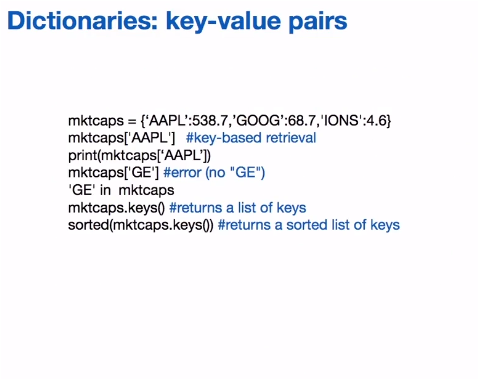 Dictionaries: key-value pairs
mktcaps = {‘AAPL’:538.7,’GOOG’:68.7,'IONS':4.6}
mktcaps['AAPL'] #key-based retrieval
print(mktcaps[‘AAPL’])
mktcaps['GE'] #error (no "GE")
'GE' in mktcaps
mktcaps.keys() #returns a list of keys
sorted(mktcaps.keys()) #returns a sorted list of keys